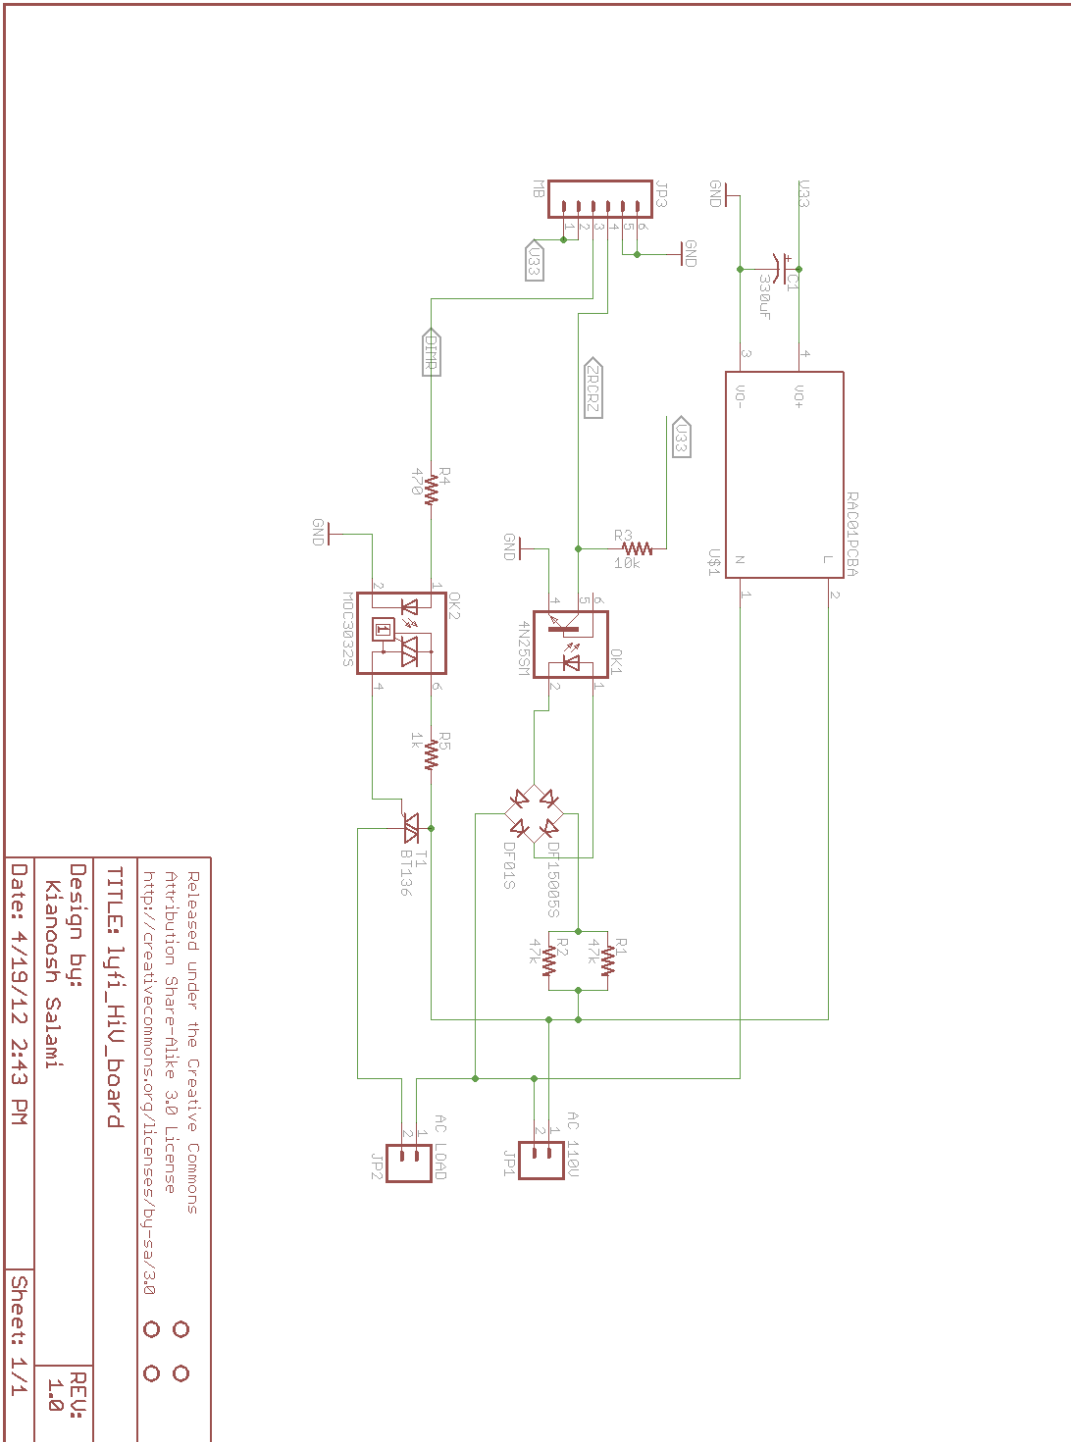 V33
GND
+
C1
330uF
4
3
VO+
VO-
RAC01PCBA
U$1
L
N
2
1
JP3
MB
1
2
3
4
5
6
GND
V33
DIMR
ZRCRZ
V33
R3
10k
R4
470
GND
GND
6
5
4
OK1
4N25SM
1
2
1
2
OK2
MOC3032S
1
6
4
R5
1k
T1
BT136
DF15005S
DF01S
R1
47k
R2
47k
AC 110V
1
2
JP1
AC LOAD
1
2
JP2
Released under the Creative Commons
Attribution Share-Alike 3.0 License
http://creativecommons.org/licenses/by-sa/3.0
TITLE: lyfi_HiV_board
Design by:
Kianoosh Salami
REV:
1.0
Date: 4/19/12 2:43 PM
Sheet: 1/1